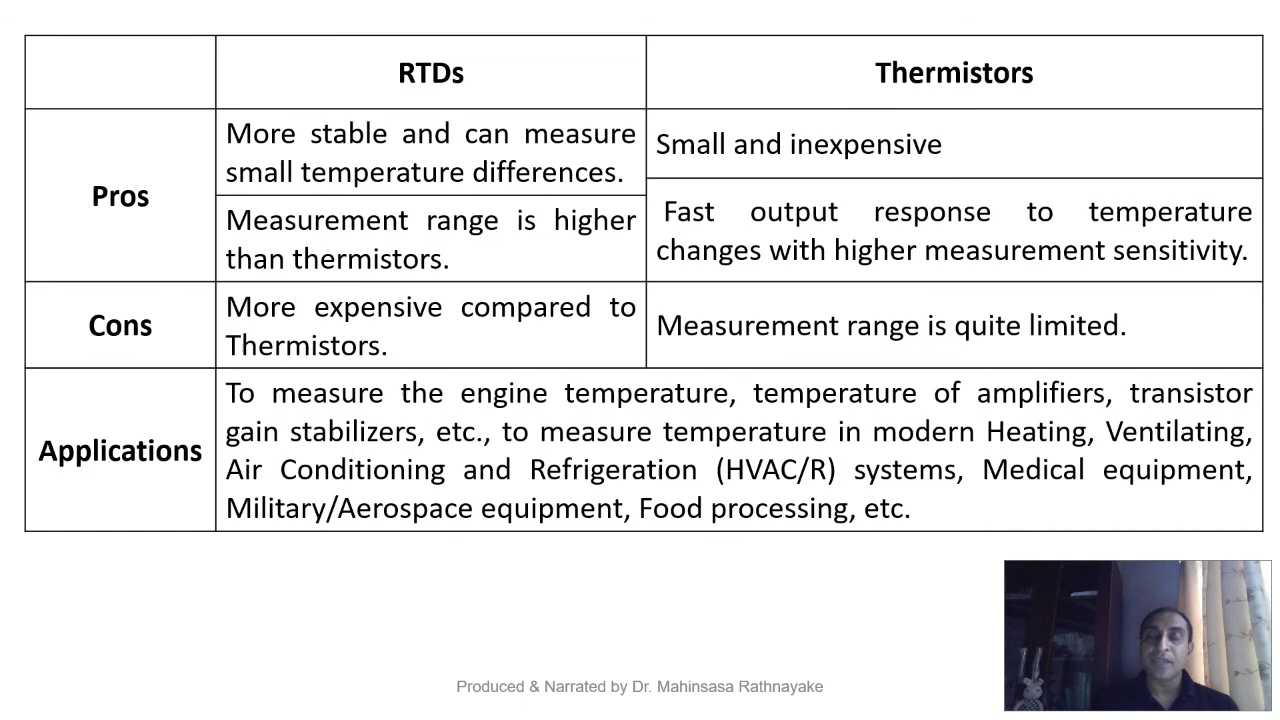 RTDs
Thermistors
Pros
More stable and can measure
small temperature differences.
Measurement range is higher
than thermistors.
Small and inexpensive
Fast output response to temperature
changes with higher measurement sensitivity.
Cons
More expensive compared to
Thermistors.
Measurement range is quite limited.
Applications
To measure the engine temperature, temperature of amplifiers, transistor
gain stabilizers, etc., to measure temperature in modern Heating, Ventilating,
Air Conditioning and Refrigeration (HVAC/R) systems, Medical equipment,
Military/Aerospace equipment, Food processing, etc.
Produced & Narrated by Dr. Mahinsasa Rathnayake